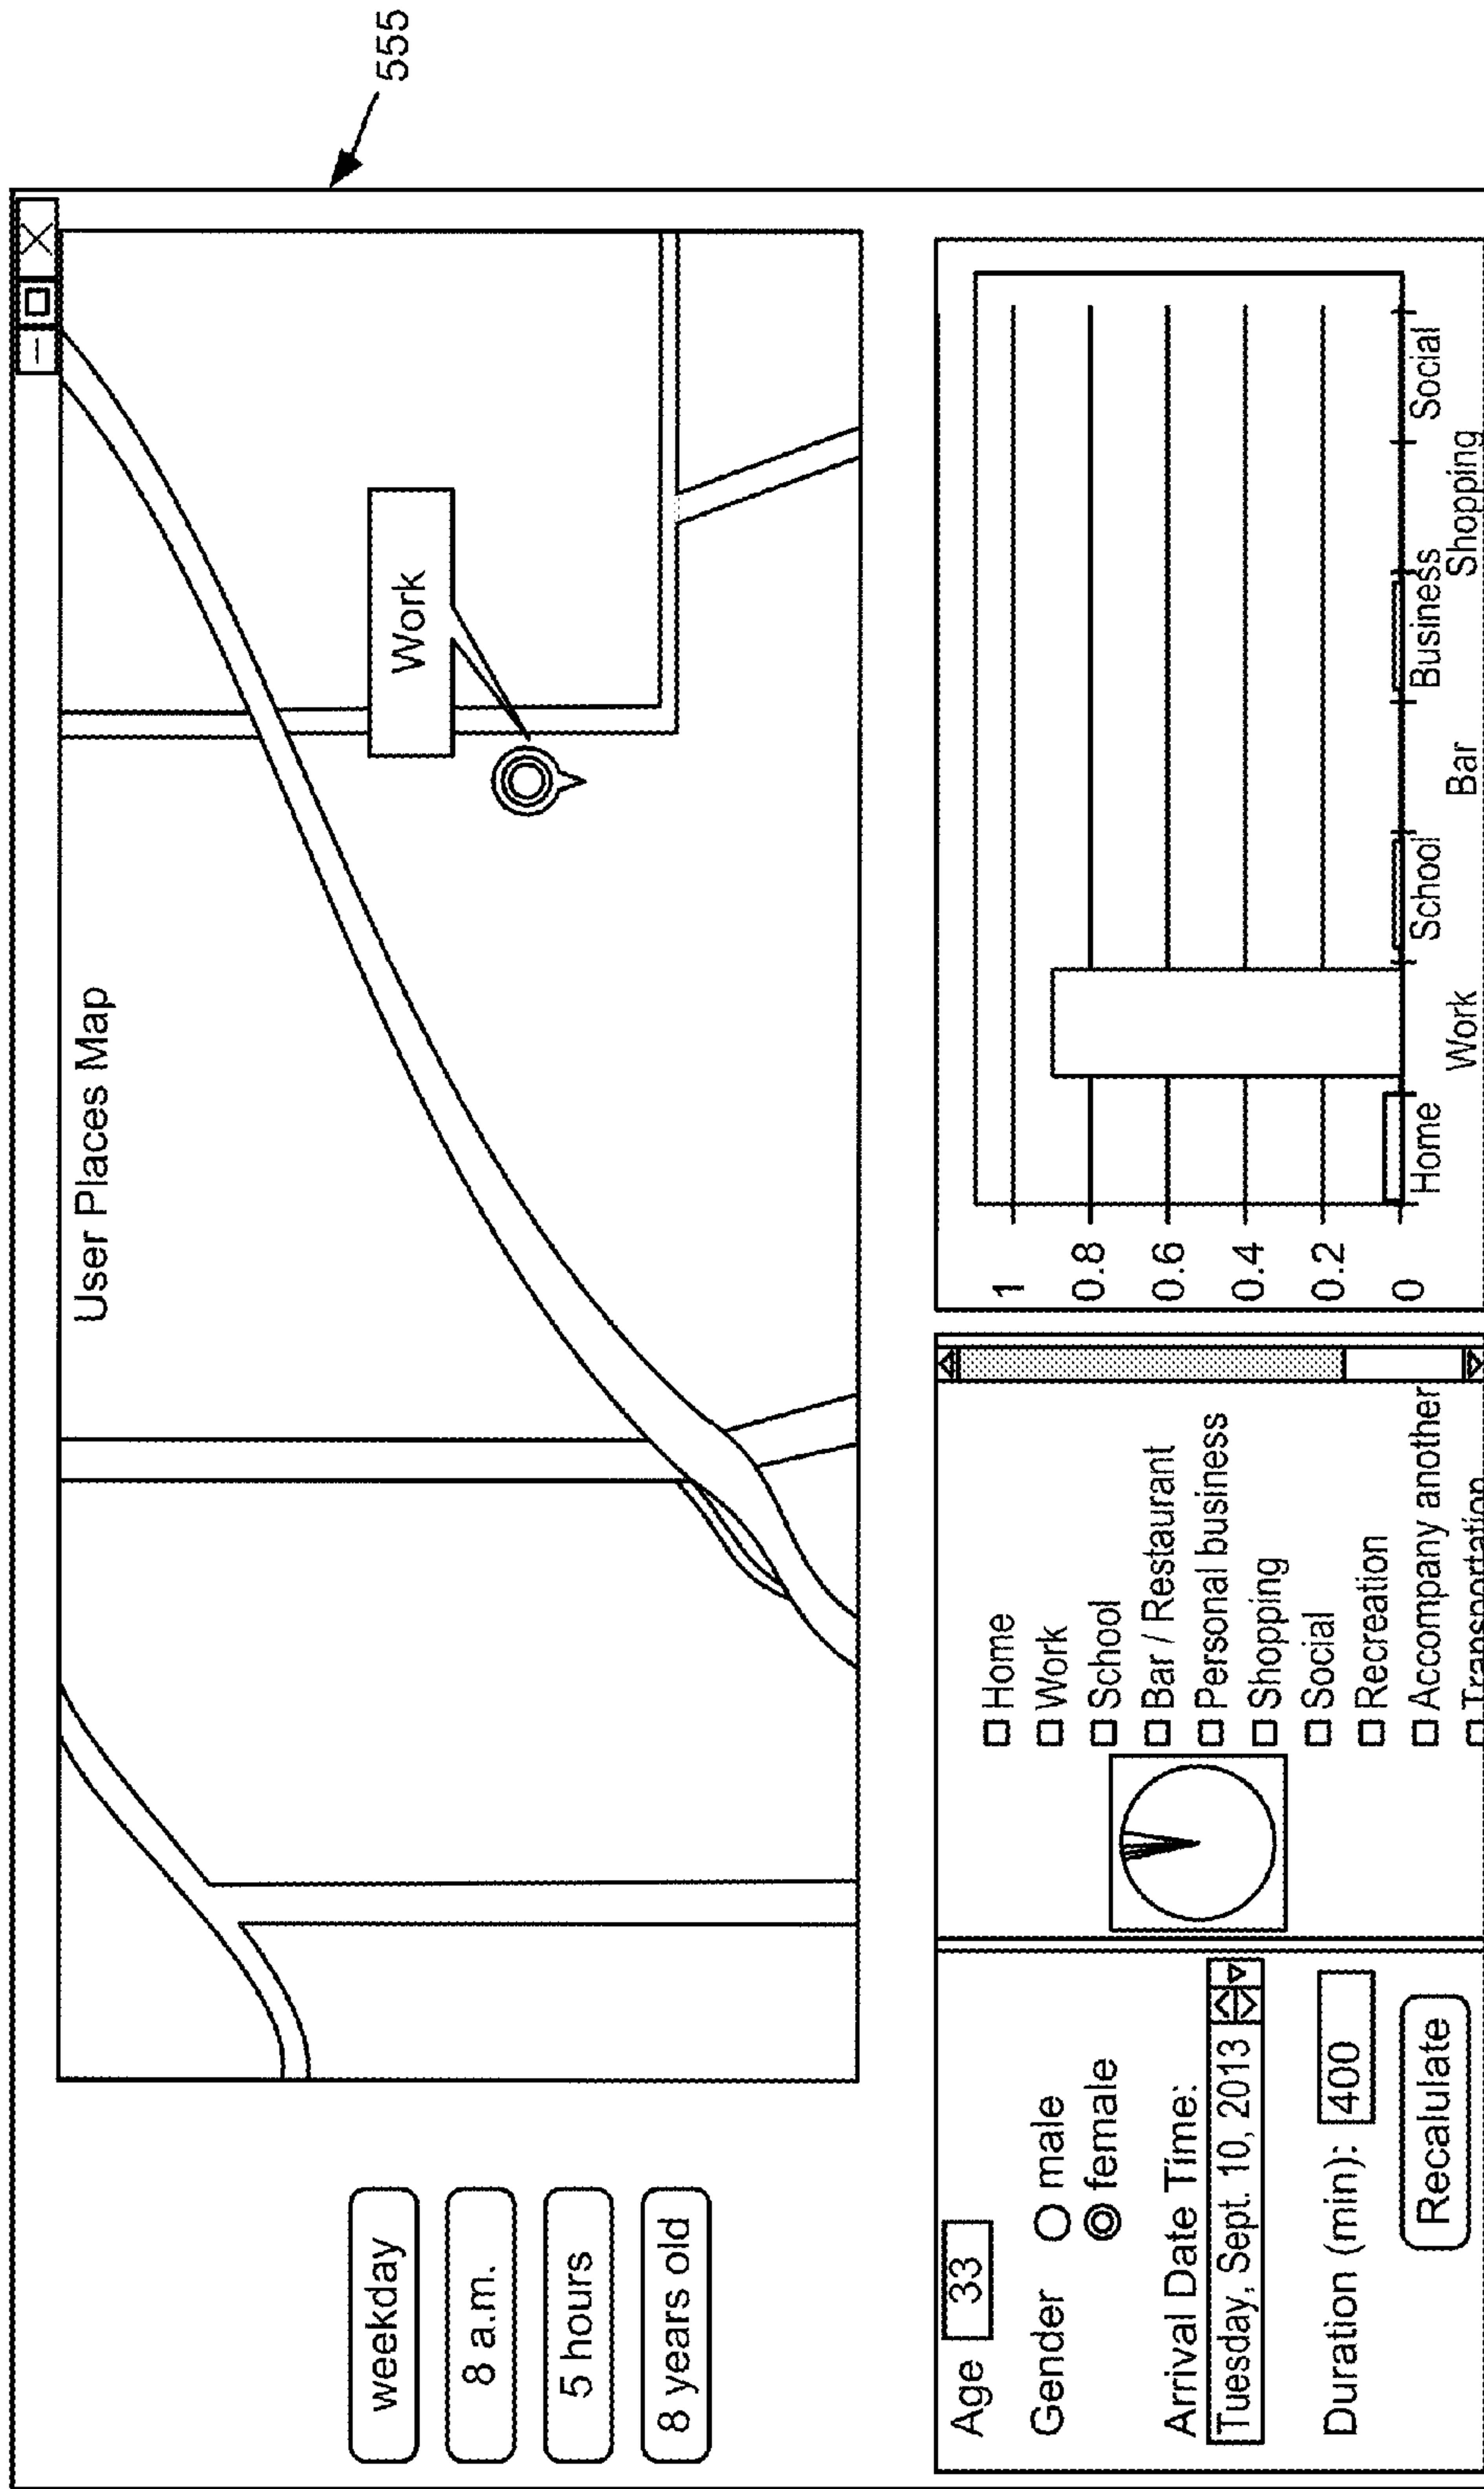 555
User Places Map
Work
weekday
8 a.m.
5 hours
8 years old
Age 33
Gender male
female
Arrival Date Time:
Tuesday, Sept. 10, 2013
Duration (min): 400
Recalulate
Home
Work
School
Bar / Restaurant
Personal business
Shopping
Social
Recreation
Accompany another
Transportation
1
0.8
0.6
0.4
0.2
0
Home
Work
School
Bar
Business
Shopping
Social